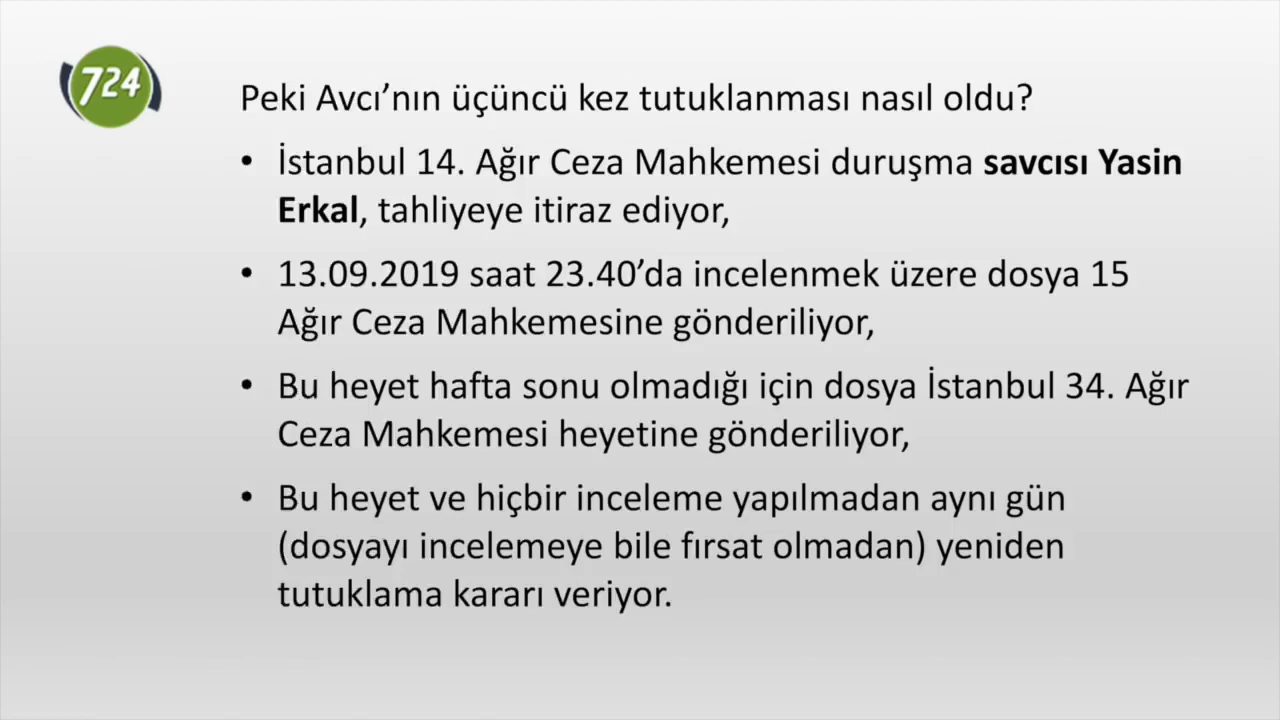 724
Peki Avcı’nın üçüncü kez tutuklanması nasıl oldu?
• İstanbul 14. Ağır Ceza Mahkemesi duruşma savcısı Yasin
Erkal, tahliyeye itiraz ediyor,
• 13.09.2019 saat 23.40’da incelenmek üzere dosya 15
Ağır Ceza Mahkemesine gönderiliyor,
• Bu heyet hafta sonu olmadığı için dosya İstanbul 34. Ağır
Ceza Mahkemesi heyetine gönderiliyor,
• Bu heyet ve hiçbir inceleme yapılmadan aynı gün
(dosyayı incelemeye bile fırsat olmadan) yeniden
tutuklama kararı veriyor.